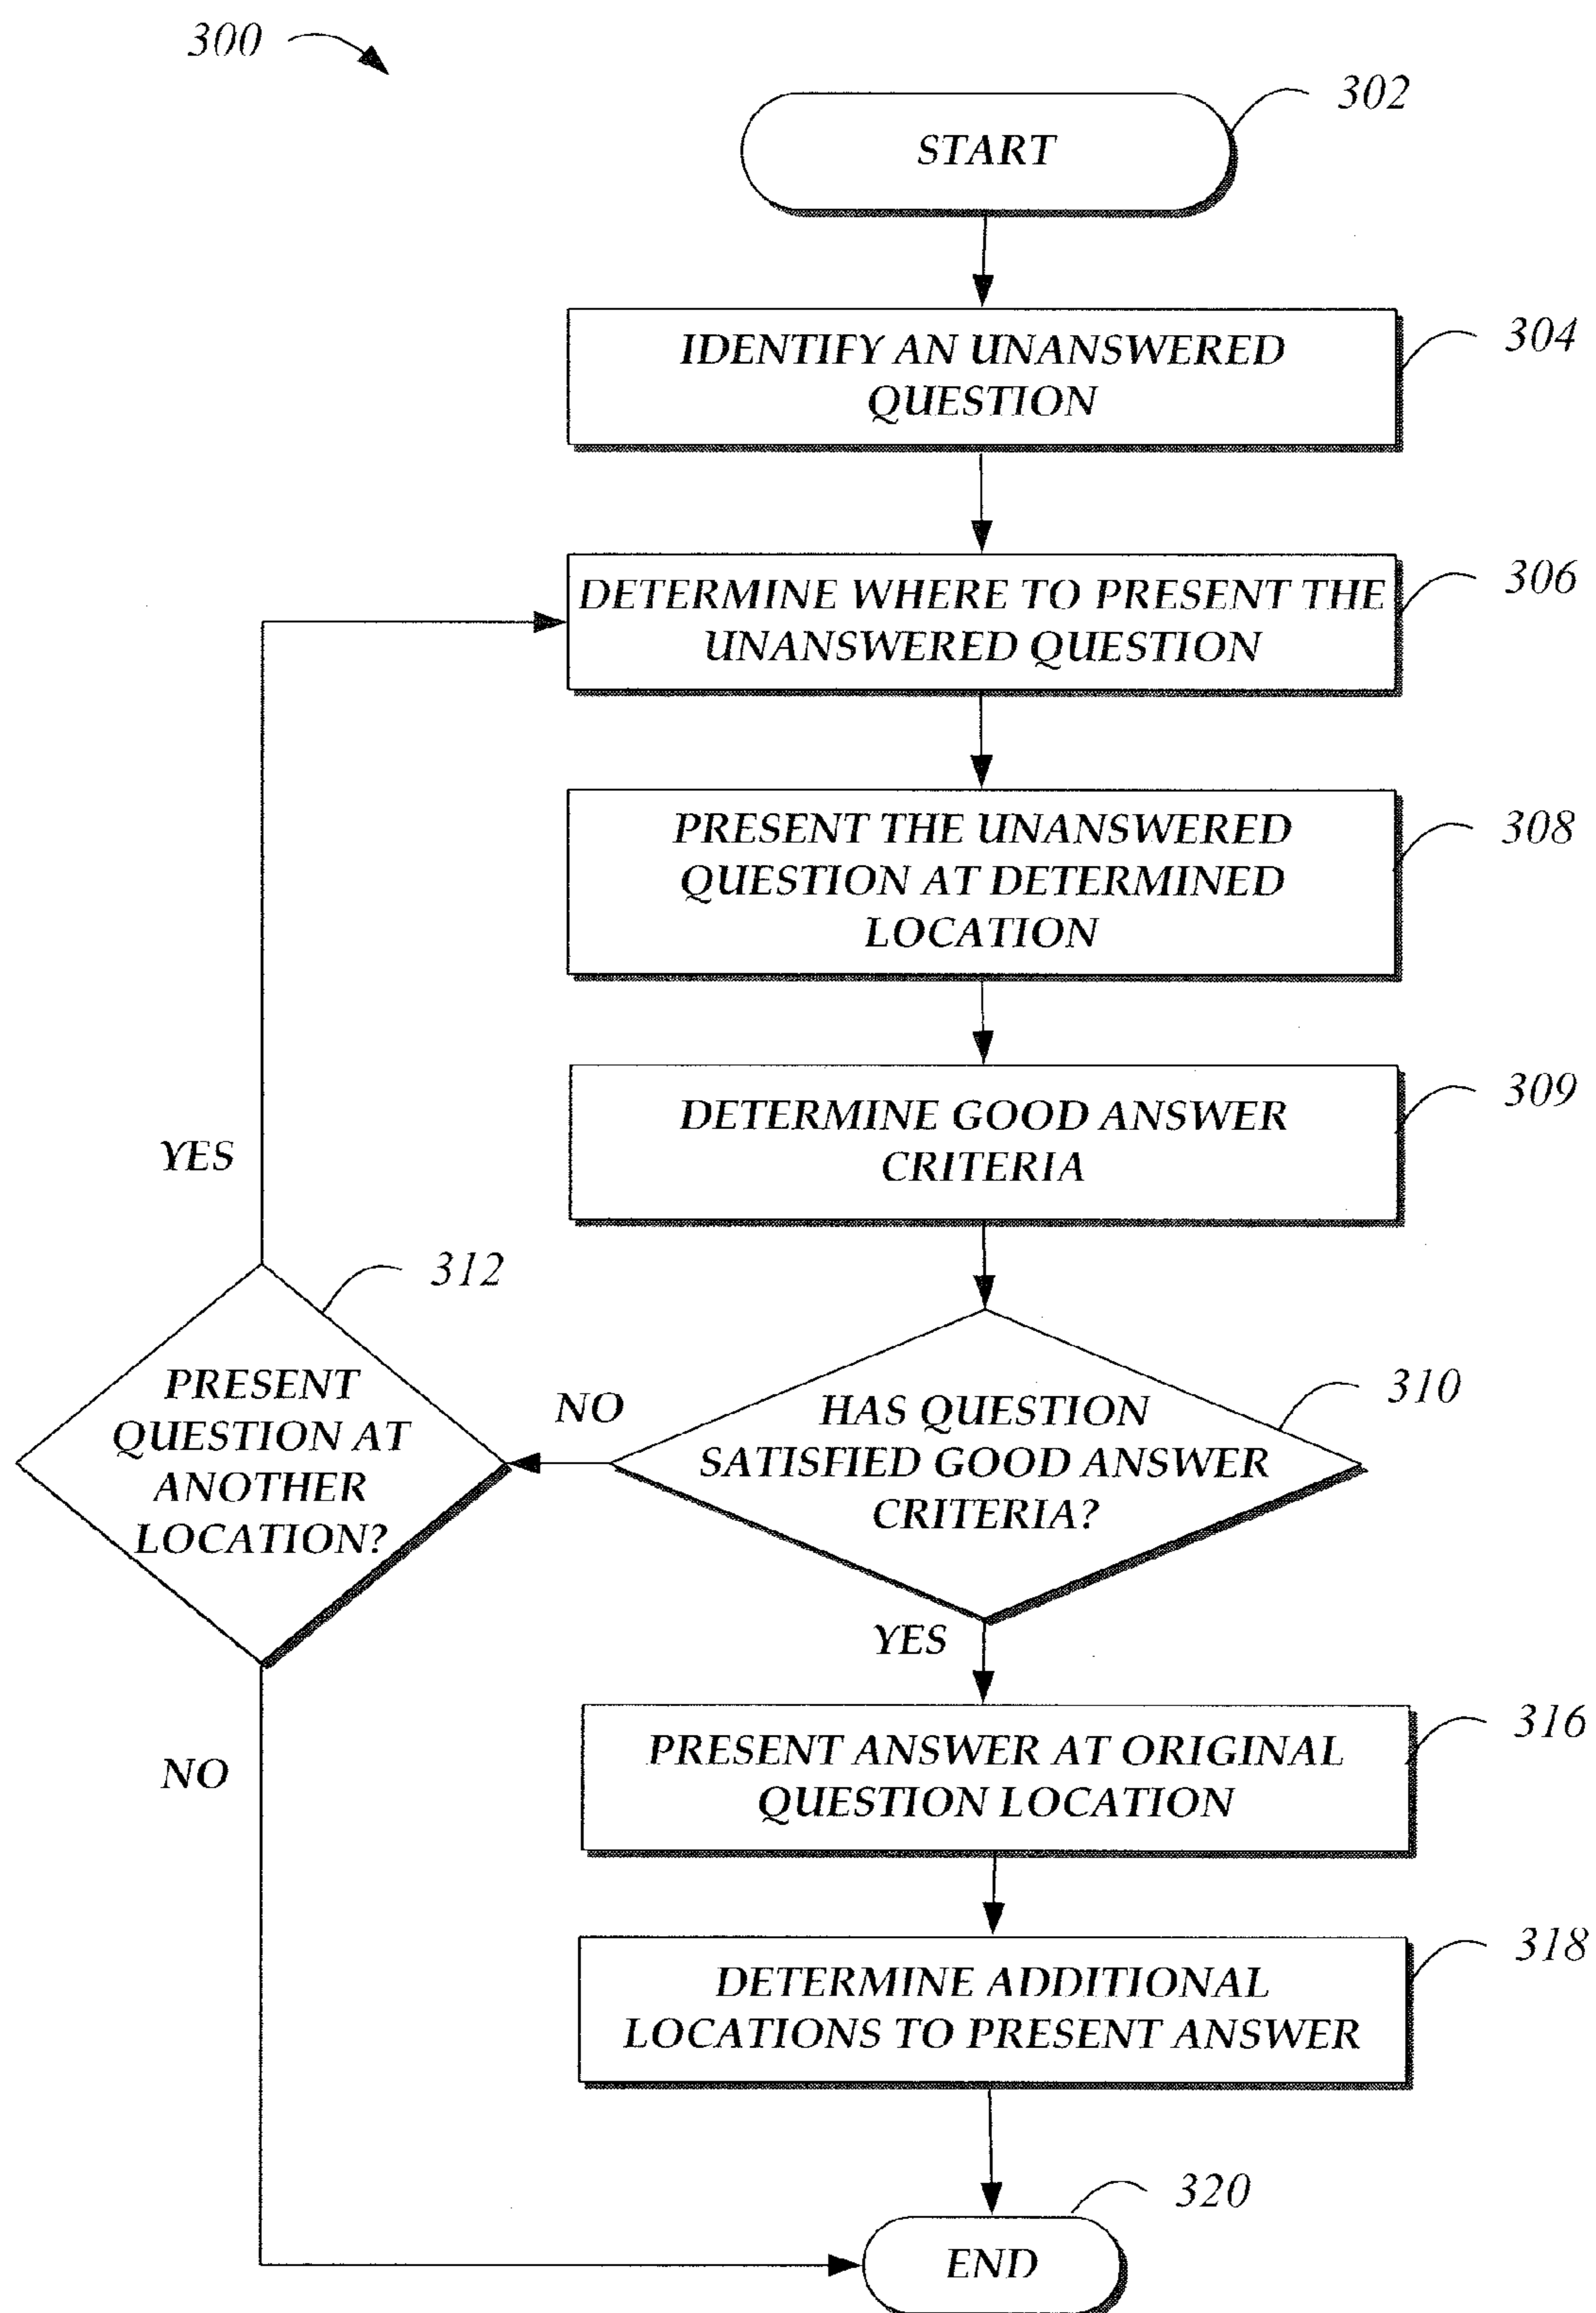 300
302
START
304
IDENTIFY AN UNANSWERED
QUESTION
306
DETERMINE WHERE TO PRESENT THE
UNANSWERED QUESTION
308
PRESENT THE UNANSWERED
QUESTION AT DETERMINED
LOCATION
309
DETERMINE GOOD ANSWER
CRITERIA
YES
312
PRESENT
QUESTION AT
ANOTHER
LOCATION?
NO
310
HAS QUESTION
SATISFIED GOOD ANSWER
CRITERIA?
YES
NO
316
PRESENT ANSWER AT ORIGINAL
QUESTION LOCATION
318
DETERMINE ADDITIONAL
LOCATIONS TO PRESENT ANSWER
320
END